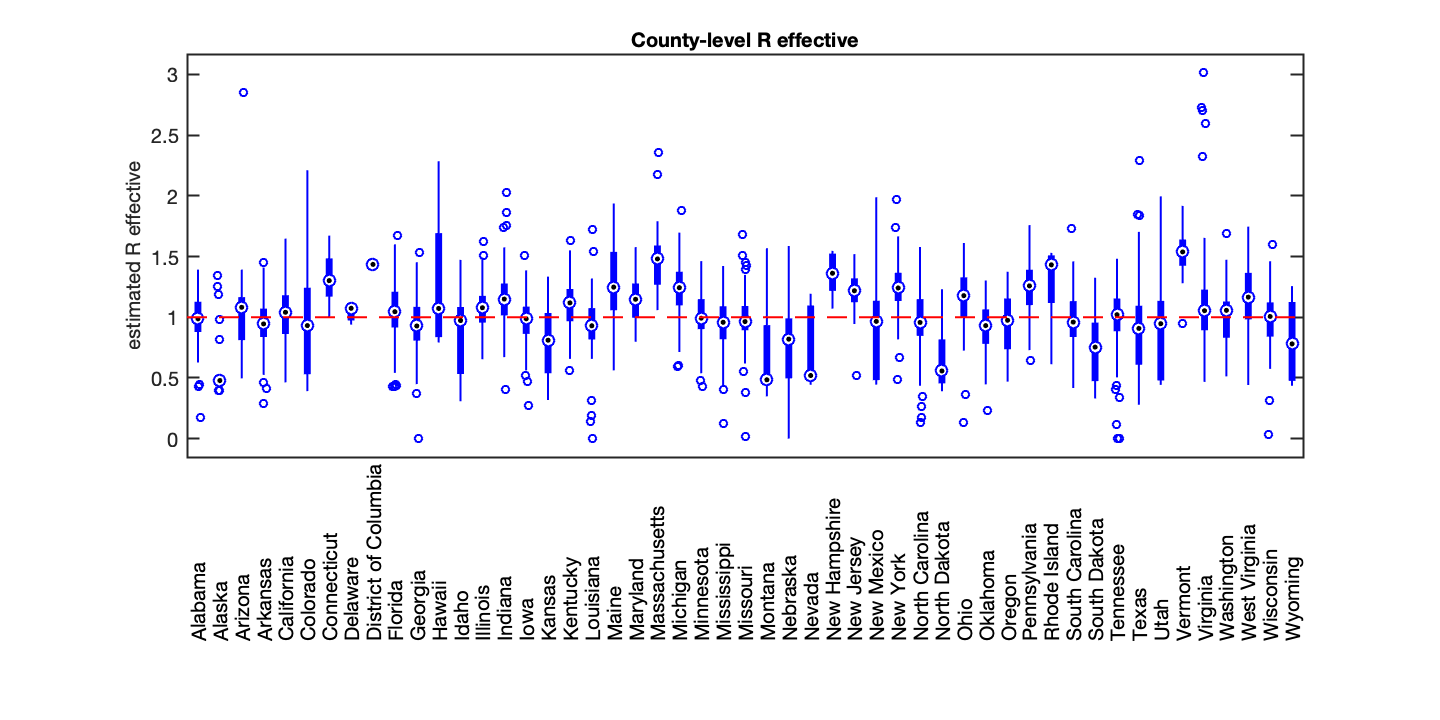 County-level R effective
estimated R effective
3
2.5
2
1.5
1
0.5
0
Alabama
Alaska
Arizona
Arkansas
California
Colorado
Connecticut
Delaware
District of Columbia
Florida
Georgia
Hawaii
Idaho
Illinois
Indiana
Iowa
Kansas
Kentucky
Louisiana
Maine
Maryland
Massachusetts
Michigan
Minnesota
Mississippi
Missouri
Montana
Nebraska
Nevada
New Hampshire
New Jersey
New Mexico
New York
North Carolina
North Dakota
Ohio
Oklahoma
Oregon
Pennsylvania
Rhode Island
South Carolina
South Dakota
Tennessee
Texas
Utah
Vermont
Virginia
Washington
West Virginia
Wisconsin
Wyoming